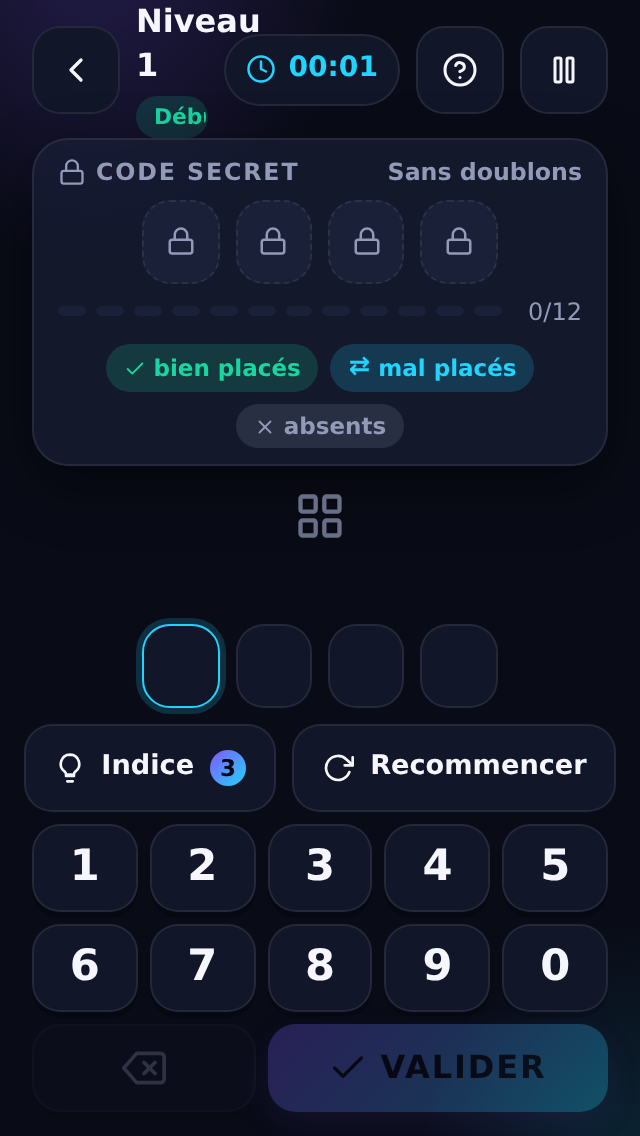 Niveau
1
00:01
Déb
CODE SECRET
Sans doublons
0/12
bien placés
mal placés
absents
Indice 3
Recommencer
1 2 3 4 5
6 7 8 9 0
VALIDER